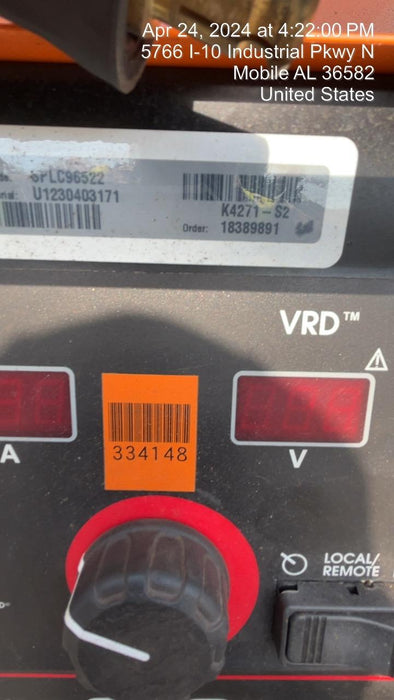 Apr 24, 2024 at 4:22:00 PM
5766 I-10 Industrial Pkwy N
Mobile AL 36582
United States
SPLC96522
U1230403171
K4271-S2
Order: 18389891
VRD™
334148
A
V
LOCAL/
REMOTE